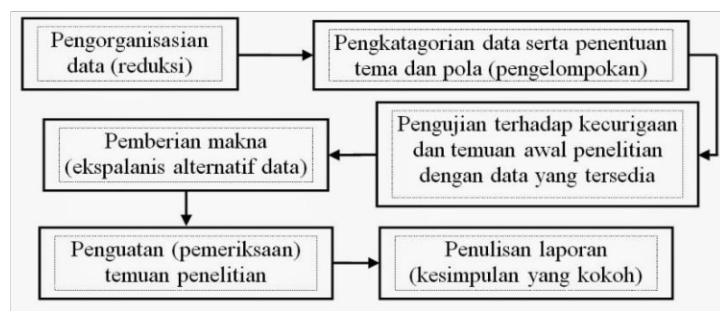 Pengorganisasian
data (reduksi)
Pengkatagorian data serta penentuan
tema dan pola (pengelompokan)
Pengujian terhadap kecurigaan
dan temuan awal penelitian
dengan data yang tersedia
Pemberian makna
(ekspalanis alternatif data)
Penguatan (pemeriksaan)
temuan penelitian
Penulisan laporan
(kesimpulan yang kokoh)